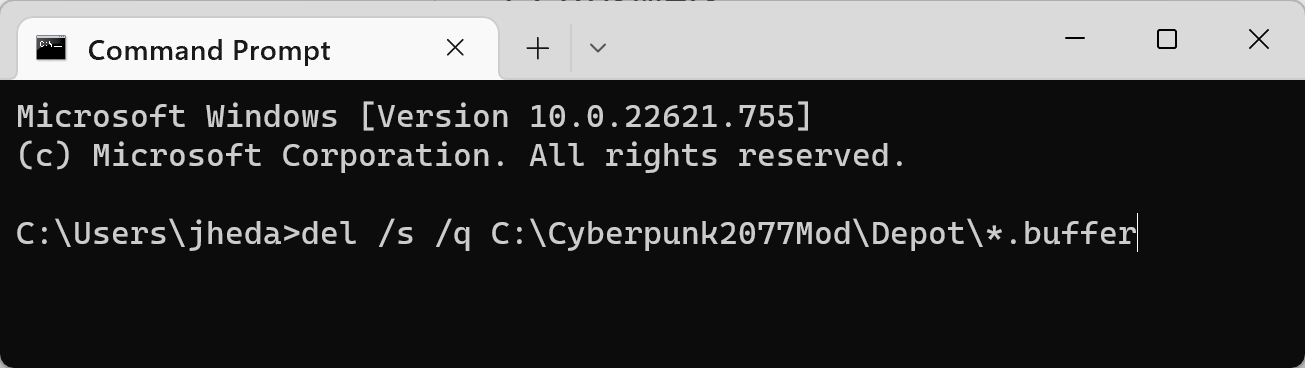 Command Prompt
Microsoft Windows [Version 10.0.22621.755]
(c) Microsoft Corporation. All rights reserved.
C:\Users\jheda>del /s /q C:\Cyberpunk2077Mod\Depot\*.buffer